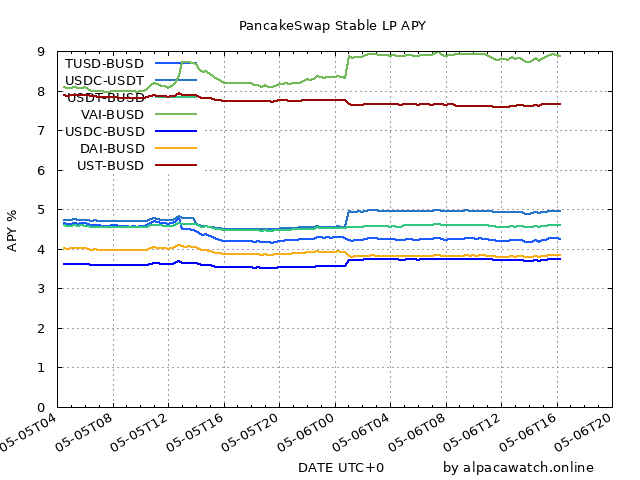 PancakeSwap Stable LP APY
9
8
7
6
5
4
3
2
1
0
APY %
TUSD-BUSD
USDC-USDT
USDT-BUSD
VAI-BUSD
USDC-BUSD
DAI-BUSD
UST-BUSD
05-05T04
05-05T08
05-05T12
05-05T16
05-05T20
05-06T00
05-06T04
05-06T08
05-06T12
05-06T16
05-06T20
DATE UTC+0
by alpacawatch.online